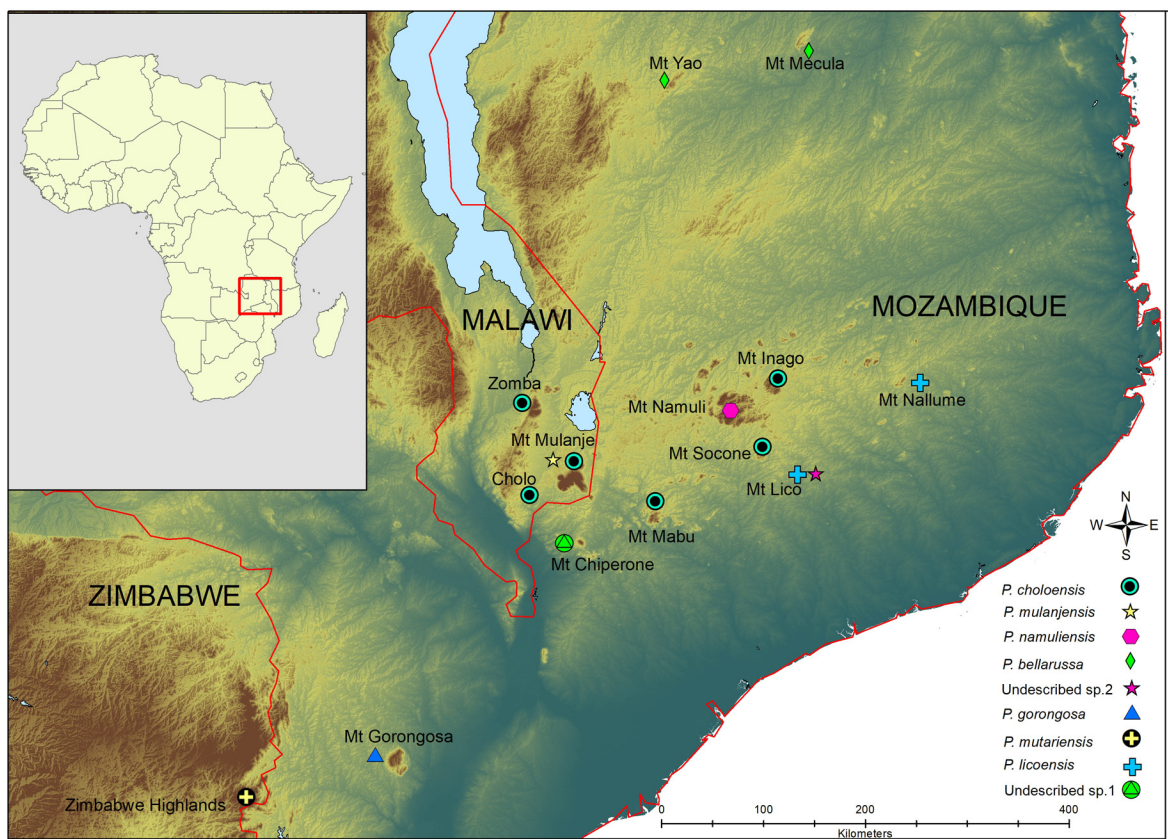 Mt Yao
Mt Mecula
MALAWI
MOZAMBIQUE
Mt Inago
Zomba
Mt Nallume
Mt Namuli
Mt Mulanje
Mt Socone
Cholo
Mt Lico
Mt Mabu
Mt Chiperone
ZIMBABWE
Mt Gorongosa
Zimbabwe Highlands
N
W E
S
P. choloensis
P. mulanjensis
P. namuliensis
P. bellarussa
Undescribed sp.2
P. gorongosa
P. mutariensis
P. licoensis
Undescribed sp.1
0 100 200 400
Kilometers